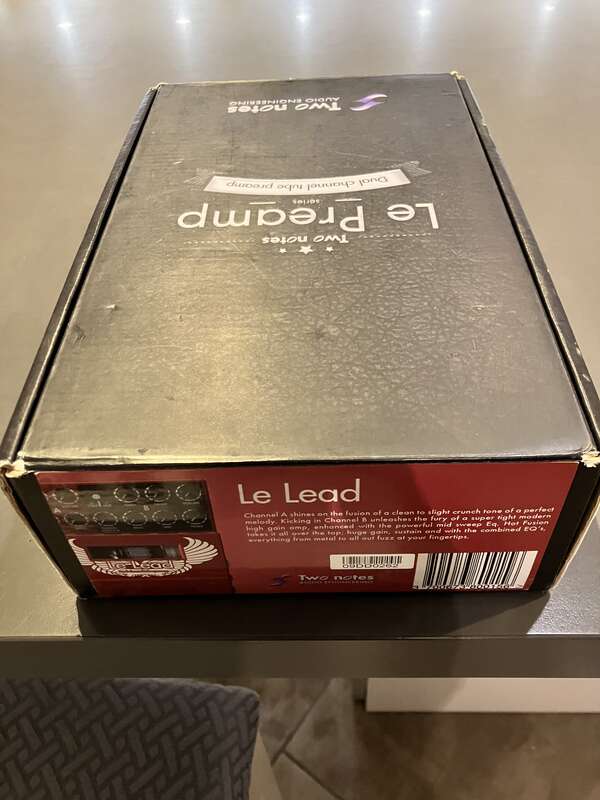 Two notes
AUDIO ENGINEERING
Dual channel tube preamp
series
Le Preamp
Two notes
Le Lead
Channel A shines on the fusion of a clean to slight crunch tone of a perfect
melody. Kicking in Channel B unleashes the fury of a super tight modern
high gain amp, enhanced with the powerful mid sweep Eq. Hot Fusion
takes it all over the top, huge gain, sustain and with the combined EQ's,
everything from metal to all out fuzz at your fingertips.
09DD0262
Le Lead
Two notes
AUDIO ENGINEERING